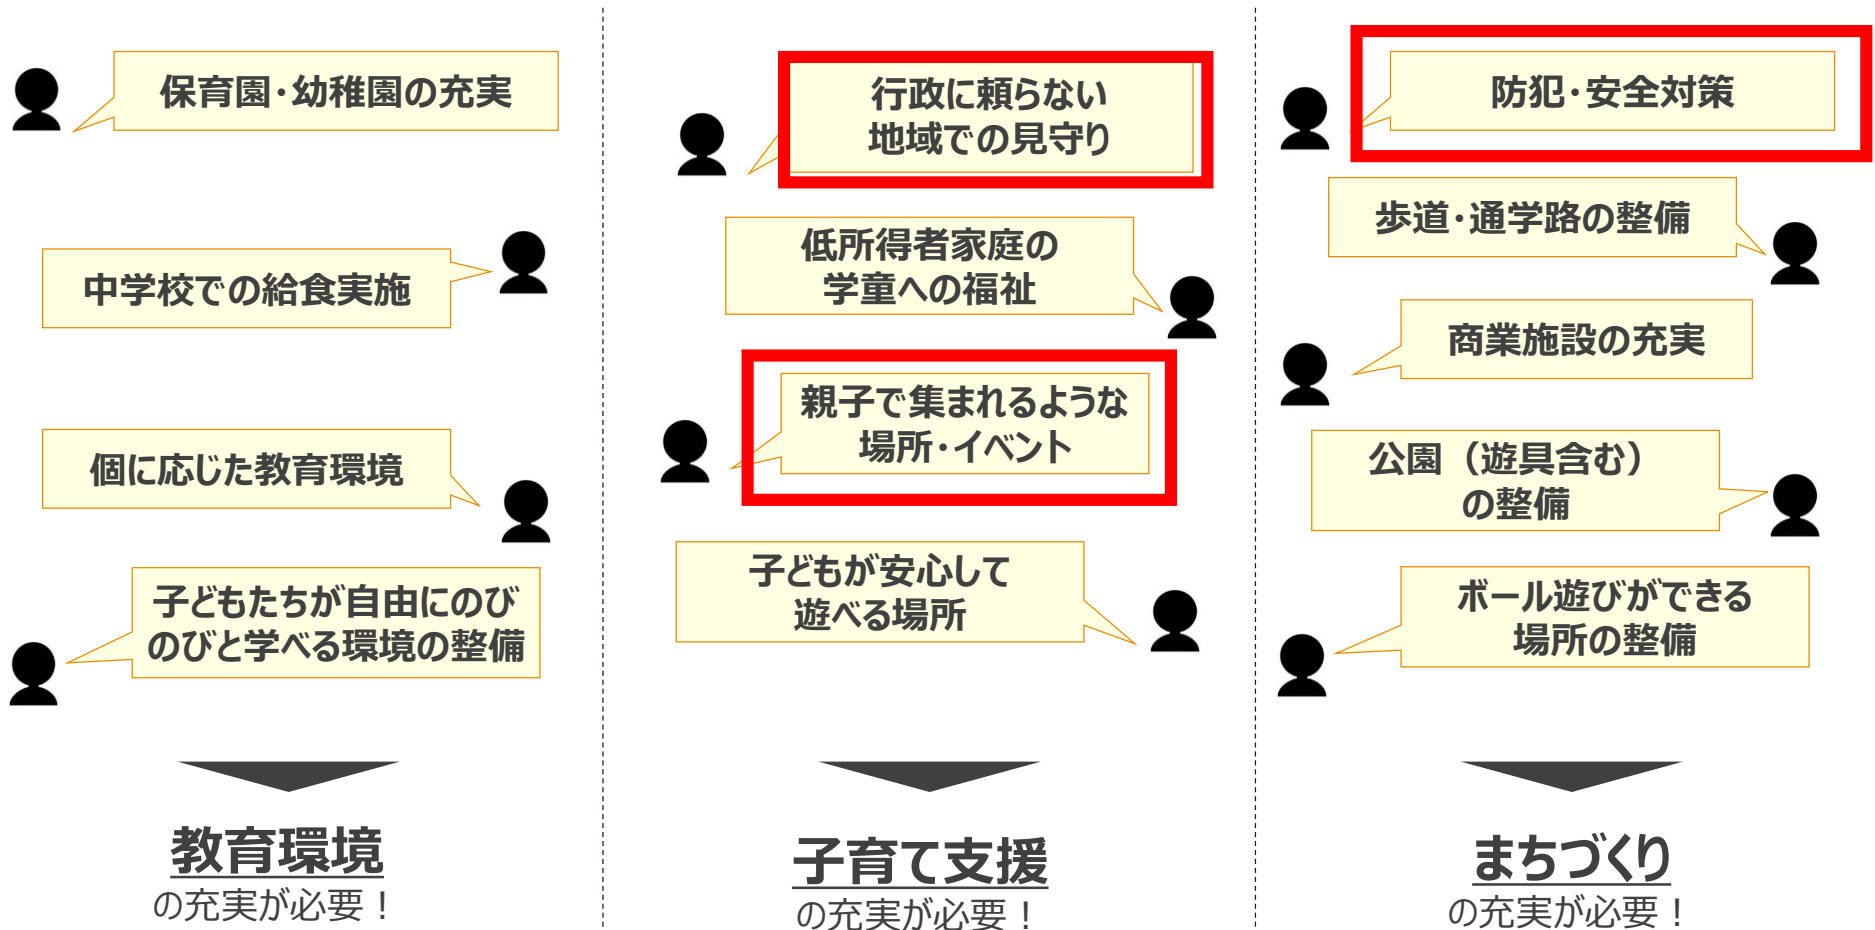 保育園・幼稚園の充実
中学校での給食実施
個に応じた教育環境
子どもたちが自由にのび
のびと学べる環境の整備
教育環境
の充実が必要！
行政に頼らない
地域での見守り
低所得者家庭の
学童への福祉
親子で集まれるような
場所・イベント
子どもが安心して
遊べる場所
子育て支援
の充実が必要！
防犯・安全対策
歩道・通学路の整備
商業施設の充実
公園（遊具含む）
の整備
ボール遊びができる
場所の整備
まちづくり
の充実が必要！